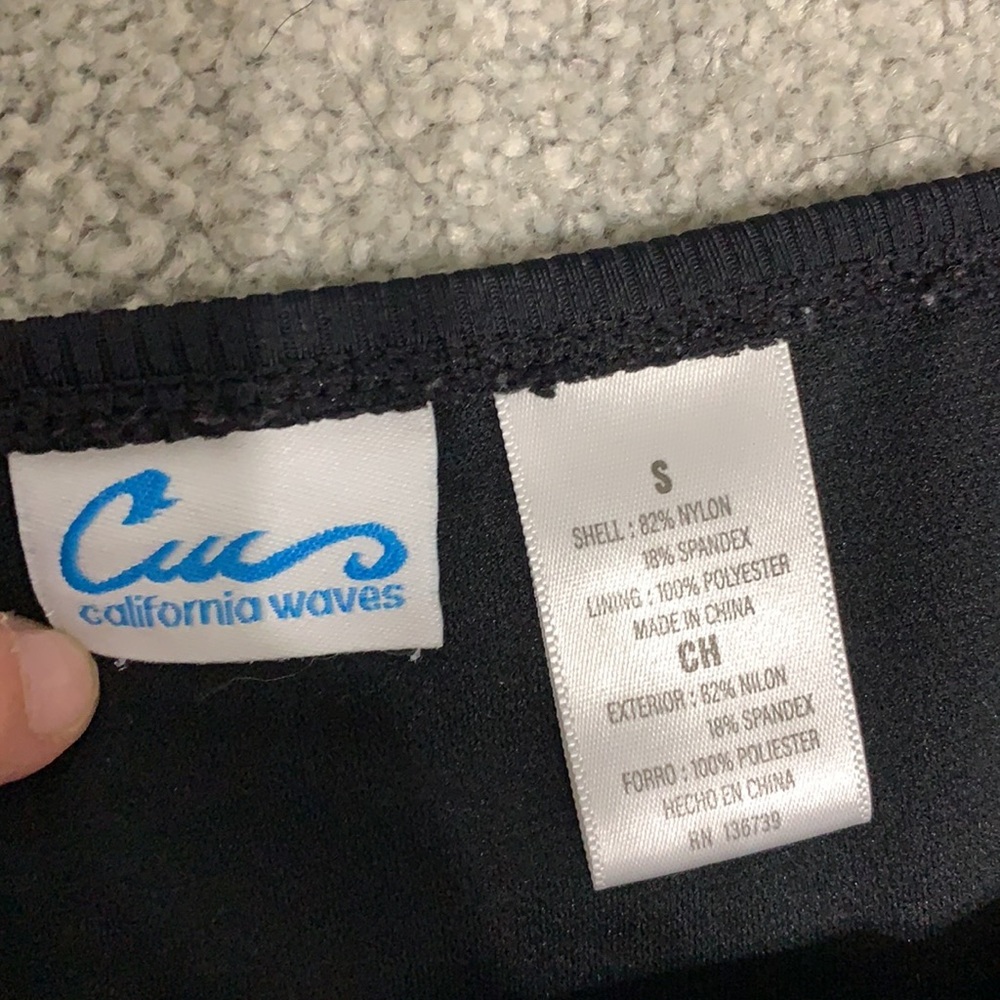 california waves
S
SHELL : 82% NYLON
18% SPANDEX
LINING : 100% POLYESTER
MADE IN CHINA
CH
EXTERIOR : 82% NILON
18% SPANDEX
FORRO : 100% POLIESTER
HECHO EN CHINA
RN 136739